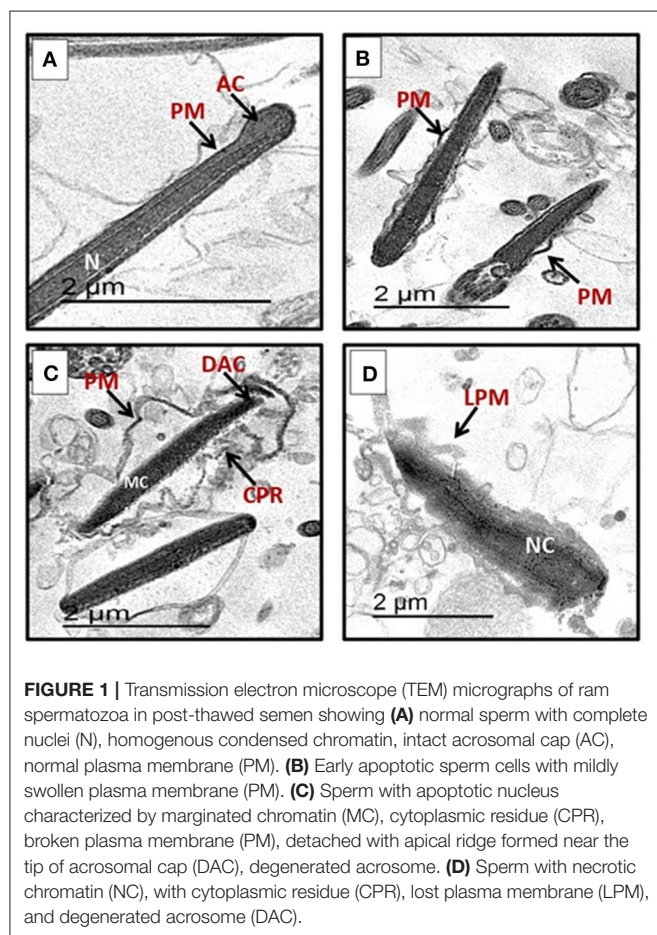 A
AC
PM
N
2 µm
B
PM
PM
2 µm
C
PM
DAC
MC
CPR
2 µm
D
LPM
NC
2 µm
FIGURE 1 | Transmission electron microscope (TEM) micrographs of ram
spermatozoa in post-thawed semen showing (A) normal sperm with complete
nuclei (N), homogenous condensed chromatin, intact acrosomal cap (AC),
normal plasma membrane (PM). (B) Early apoptotic sperm cells with mildly
swollen plasma membrane (PM). (C) Sperm with apoptotic nucleus
characterized by marginated chromatin (MC), cytoplasmic residue (CPR),
broken plasma membrane (PM), detached with apical ridge formed near the
tip of acrosomal cap (DAC), degenerated acrosome. (D) Sperm with necrotic
chromatin (NC), with cytoplasmic residue (CPR), lost plasma membrane (LPM),
and degenerated acrosome (DAC).